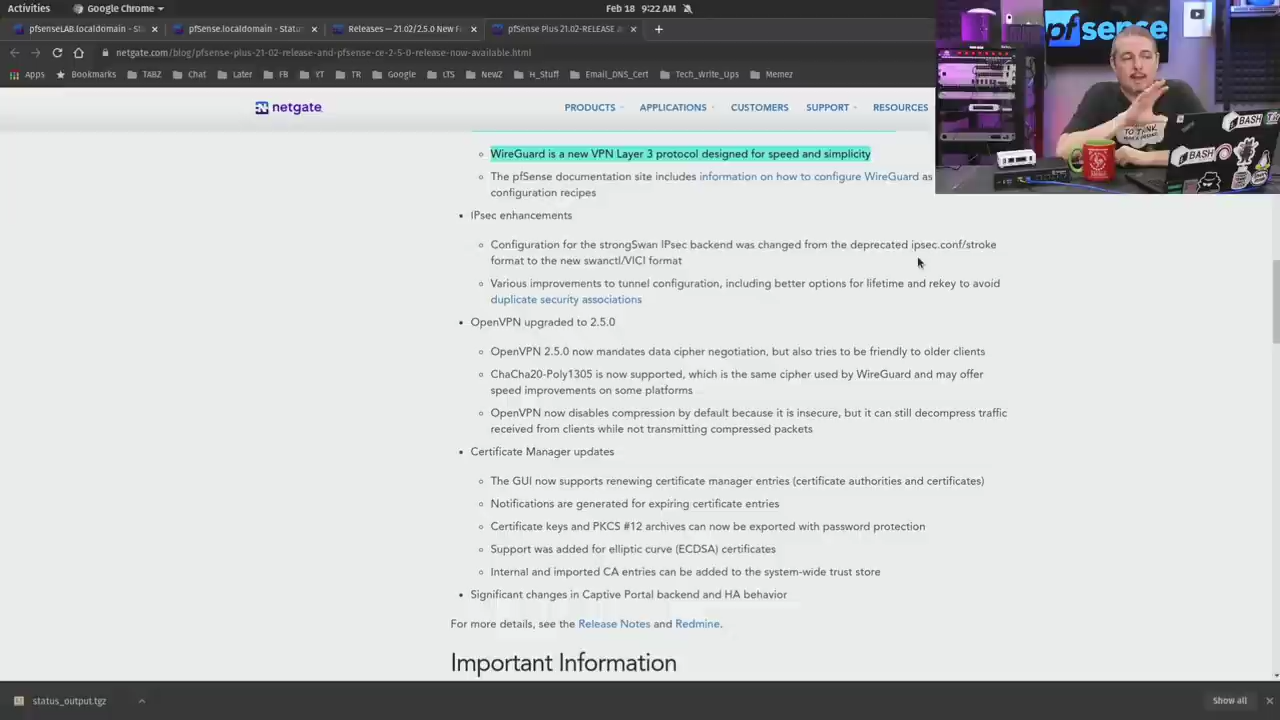 Activities
Google Chrome
Feb 18 9:22 AM
pfsenseLAB.localdomain - Stat
pfSense.localdomain - Status
Releases — 21.02/2.5.0 New F
pfSense Plus 21.02-RELEASE a
netgate.com/blog/pfsense-plus-21-02-release-and-pfsense-ce-2-5-0-release-now-available.html
Apps Bookmarks TABZ Chat Later YT TR Google LTS NewZ H_Stuff Email_DNS_Cert Tech_Write_Ups Memez
pfsense
netgate
PRODUCTS APPLICATIONS CUSTOMERS SUPPORT RESOURCES
BASH
BASH
TO THINK
WireGuard is a new VPN Layer 3 protocol designed for speed and simplicity
The pfSense documentation site includes information on how to configure WireGuard as
configuration recipes
IPsec enhancements
Configuration for the strongSwan IPsec backend was changed from the deprecated ipsec.conf/stroke
format to the new swanctl/VICI format
Various improvements to tunnel configuration, including better options for lifetime and rekey to avoid
duplicate security associations
OpenVPN upgraded to 2.5.0
OpenVPN 2.5.0 now mandates data cipher negotiation, but also tries to be friendly to older clients
ChaCha20-Poly1305 is now supported, which is the same cipher used by WireGuard and may offer
speed improvements on some platforms
OpenVPN now disables compression by default because it is insecure, but it can still decompress traffic
received from clients while not transmitting compressed packets
Certificate Manager updates
The GUI now supports renewing certificate manager entries (certificate authorities and certificates)
Notifications are generated for expiring certificate entries
Certificate keys and PKCS #12 archives can now be exported with password protection
Support was added for elliptic curve (ECDSA) certificates
Internal and imported CA entries can be added to the system-wide trust store
Significant changes in Captive Portal backend and HA behavior
For more details, see the Release Notes and Redmine.
Important Information
status_output.tgz
Show all